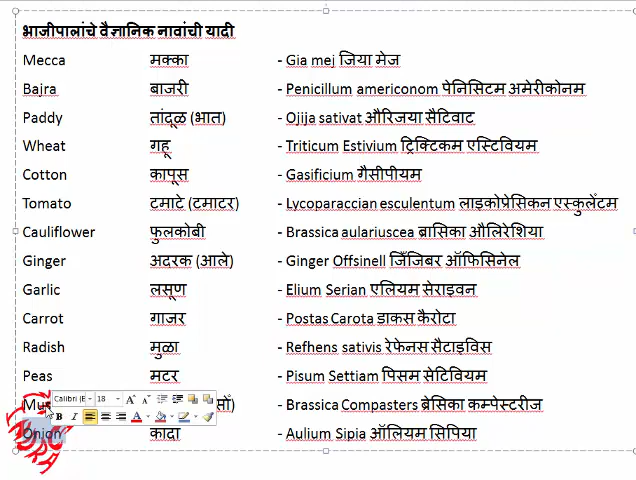 भाजीपालांचे वैज्ञानिक नावांची यादी
Mecca मक्का - Gia mej जिया मेज
Bajra बाजरी - Penicillum americonom पेनिसिटम अमेरीकोनम
Paddy तांदूळ (भात) - Ojija sativat औरिजया सैटिवाट
Wheat गहू - Triticum Estivium ट्रिक्टिकम एस्टिवियम
Cotton कापूस - Gasificium गैसीपीयम
Tomato टमाटे (टमाटर) - Lycoparaccian esculentum लाइकोप्रेसिकन एस्कुलेंटम
Cauliflower फुलकोबी - Brassica aulariuscea ब्रासिका औलिरेशिया
Ginger अदरक (आले) - Ginger Offsinell जिँजिबर ऑफिसिनेल
Garlic लसूण - Elium Serian एलियम सेराइवन
Carrot गाजर - Postas Carota डाकस कैरोटा
Radish मुळा - Refhens sativis रेफेनस सैटाइविस
Peas मटर - Pisum Settiam पिसम सेटिवियम
Calibri (E 18
- Brassica Compasters ब्रेसिका कम्पेस्टरीज
B I A
Onion कांदा - Aulium Sipia ऑलियम सिपिया